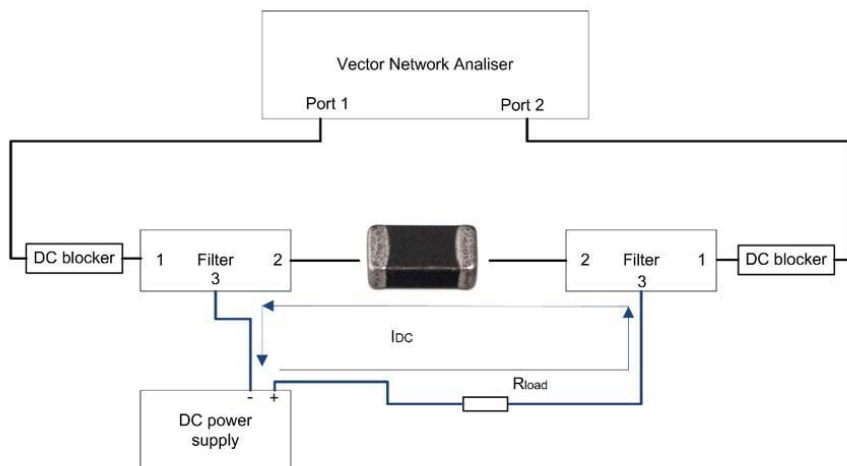 Vector Network Analiser
Port 1
Port 2
DC blocker
1
Filter
2
3
2
Filter
1
3
DC blocker
IDC
Rload
- +
DC power
supply